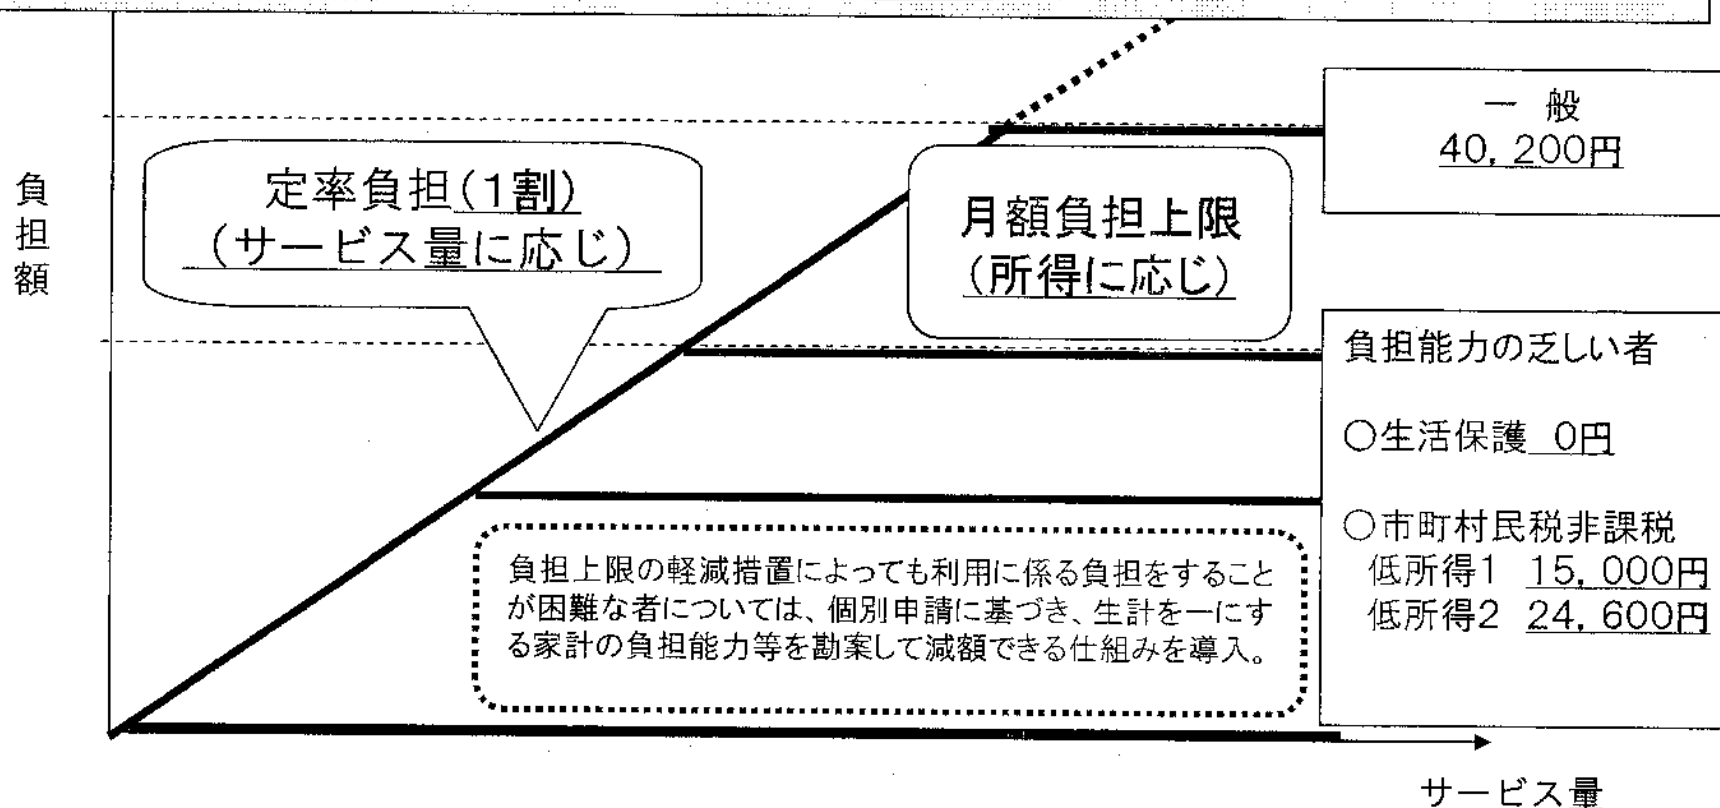 負担額
定率負担(1割)
(サービス量に応じ)
月額負担上限
(所得に応じ)
一 般
40,200円
負担能力の乏しい者
○生活保護 0円
○市町村民税非課税
低所得1 15,000円
低所得2 24,600円
負担上限の軽減措置によっても利用に係る負担をすること
が困難な者については、個別申請に基づき、生計を一にす
る家計の負担能力等を勘案して減額できる仕組みを導入。
サービス量